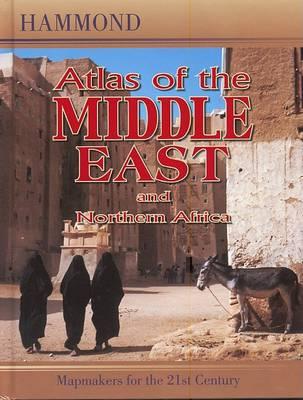 HAMMOND
Atlas of the
MIDDLE
EAST
and
Northern Africa
Mapmakers for the 21st Century